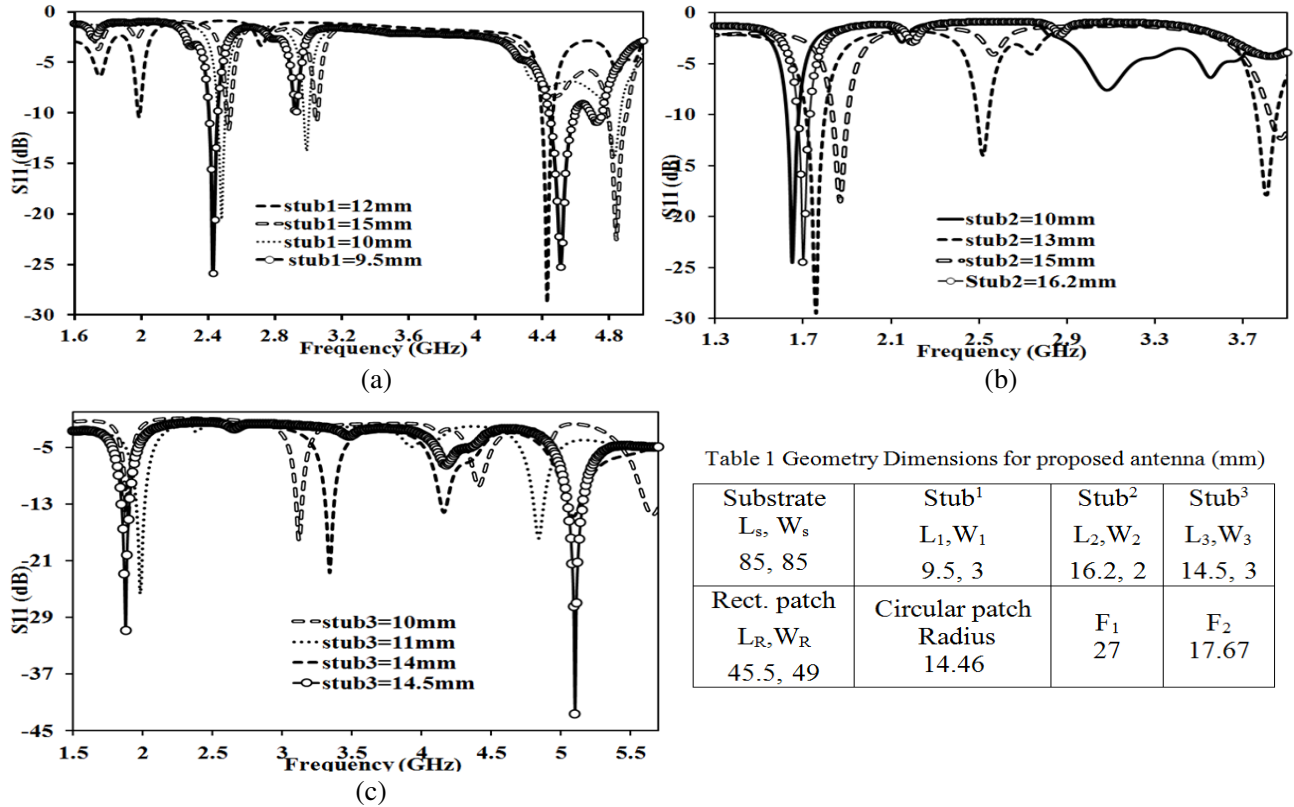 0
-5
-10
-15
-20
-25
-30
S11 (dB)
stub1=12mm
stub1=15mm
stub1=10mm
stub1=9.5mm
1.6 2 2.4 2.8 3.2 3.6 4 4.4 4.8
Frequency (GHz)
(a)
0
-5
-10
-15
-20
-25
-30
S11 (dB)
stub2=10mm
stub2=13mm
stub2=15mm
Stub2=16.2mm
1.3 1.7 2.1 2.5 2.9 3.3 3.7
Frequency (GHz)
(b)
-5
-13
-21
-29
-37
-45
S11 (dB)
stub3=10mm
stub3=11mm
stub3=14mm
stub3=14.5mm
1.5 2 2.5 3 3.5 4 4.5 5 5.5
Frequency (GHz)
(c)
Table 1 Geometry Dimensions for proposed antenna (mm)
Substrate
Ls, Ws
85, 85
Stub1
L1,W1
9.5, 3
Stub2
L2,W2
16.2, 2
Stub3
L3,W3
14.5, 3
Rect. patch
LR,WR
45.5, 49
Circular patch
Radius
14.46
F1
27
F2
17.67